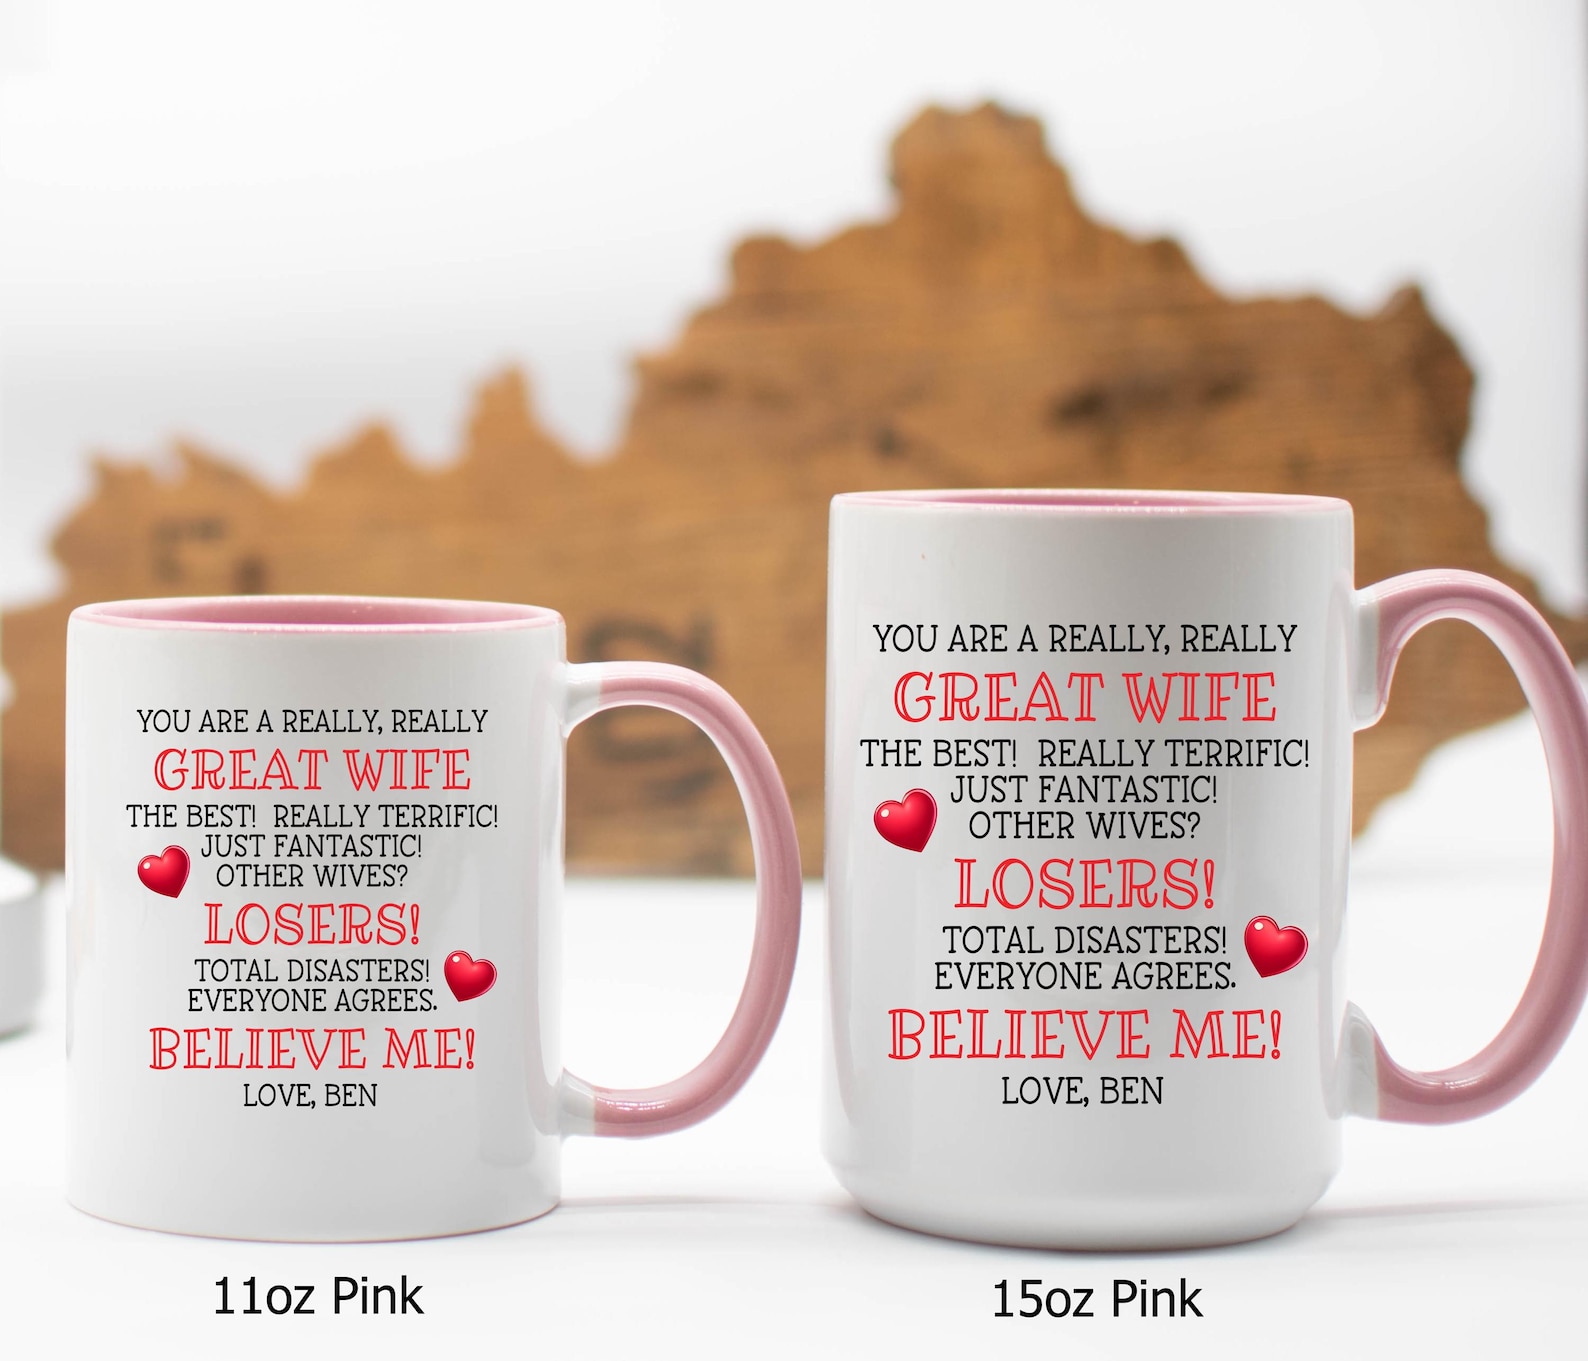 YOU ARE A REALLY, REALLY
GREAT WIFE
THE BEST!  REALLY TERRIFIC!
JUST FANTASTIC!
OTHER WIVES?
LOSERS!
TOTAL DISASTERS!
EVERYONE AGREES.
BELIEVE ME!
LOVE, BEN
11oz Pink
YOU ARE A REALLY, REALLY
GREAT WIFE
THE BEST!  REALLY TERRIFIC!
JUST FANTASTIC!
OTHER WIVES?
LOSERS!
TOTAL DISASTERS!
EVERYONE AGREES.
BELIEVE ME!
LOVE, BEN
15oz Pink